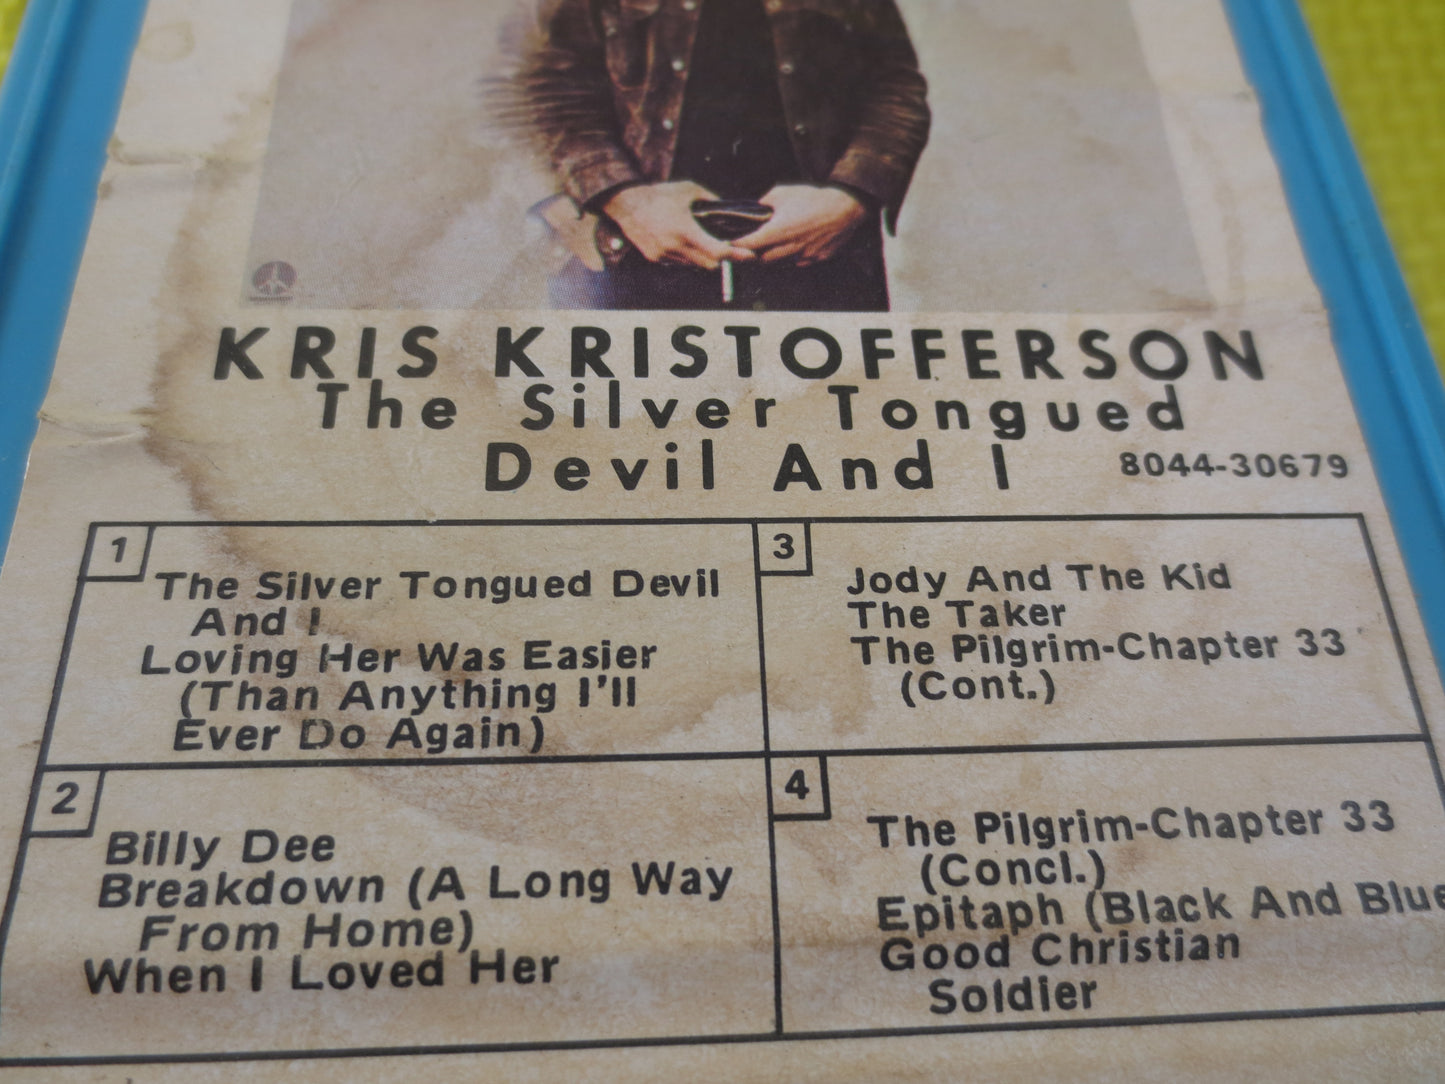 KRIS KRISTOFFERSON
The Silver Tongued
Devil And I
8044-30679
1
The Silver Tongued Devil
And I
Loving Her Was Easier
(Than Anything I'll
Ever Do Again)
2
Billy Dee
Breakdown (A Long Way
From Home)
When I Loved Her
3
Jody And The Kid
The Taker
The Pilgrim-Chapter 33
(Cont.)
4
The Pilgrim-Chapter 33
(Concl.)
Epitaph (Black And Blue
Good Christian
Soldier